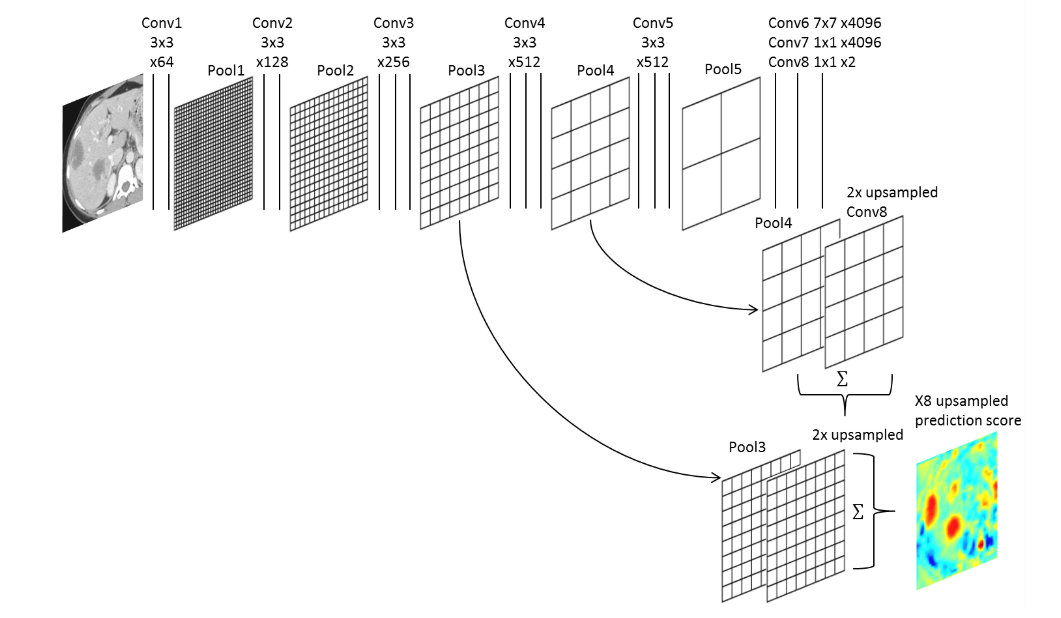 Conv1
3x3
x64
Pool1
Conv2
3x3
x128
Pool2
Conv3
3x3
x256
Pool3
Conv4
3x3
x512
Pool4
Conv5
3x3
x512
Pool5
Conv6 7x7 x4096
Conv7 1x1 x4096
Conv8 1x1 x2
Pool4
2x upsampled
Conv8
Σ
X8 upsampled
prediction score
Pool3
2x upsampled
Σ